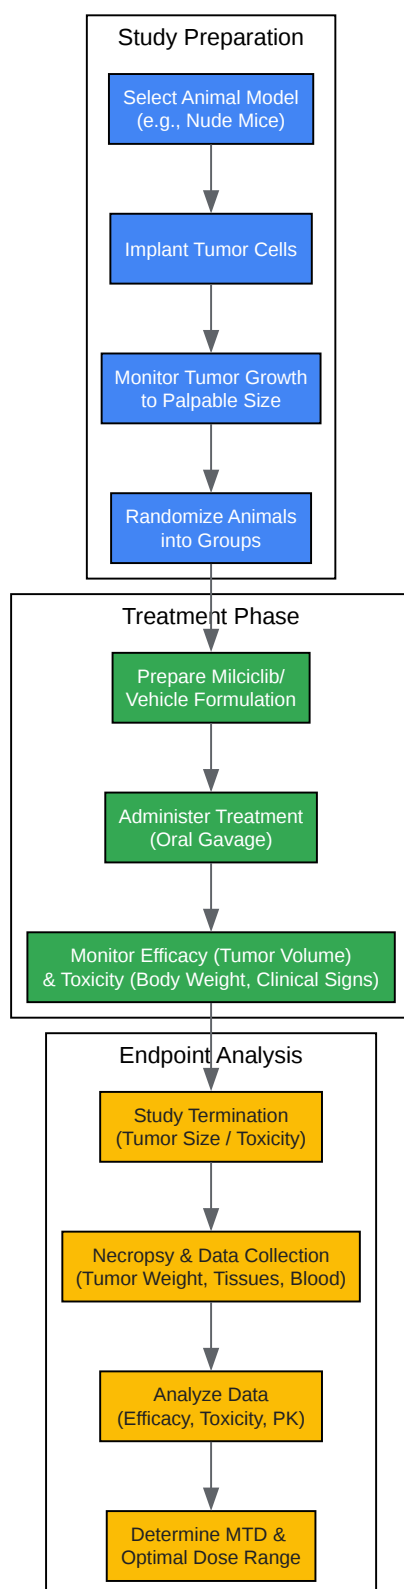 Study Preparation
Select Animal Model
(e.g., Nude Mice)
Implant Tumor Cells
Monitor Tumor Growth
to Palpable Size
Randomize Animals
into Groups
Treatment Phase
Prepare Milciclib/
Vehicle Formulation
Administer Treatment
(Oral Gavage)
Monitor Efficacy (Tumor Volume)
& Toxicity (Body Weight, Clinical Signs)
Endpoint Analysis
Study Termination
(Tumor Size / Toxicity)
Necropsy & Data Collection
(Tumor Weight, Tissues, Blood)
Analyze Data
(Efficacy, Toxicity, PK)
Determine MTD &
Optimal Dose Range